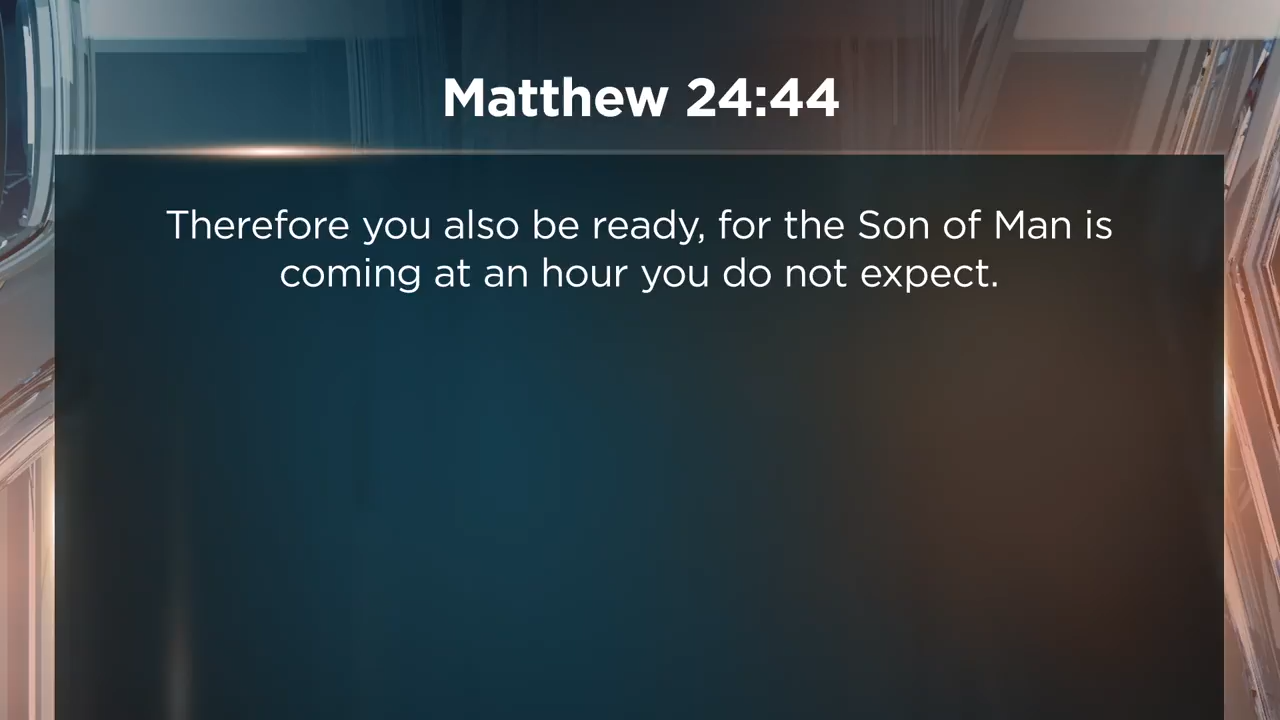 Matthew 24:44
Therefore you also be ready, for the Son of Man is
coming at an hour you do not expect.